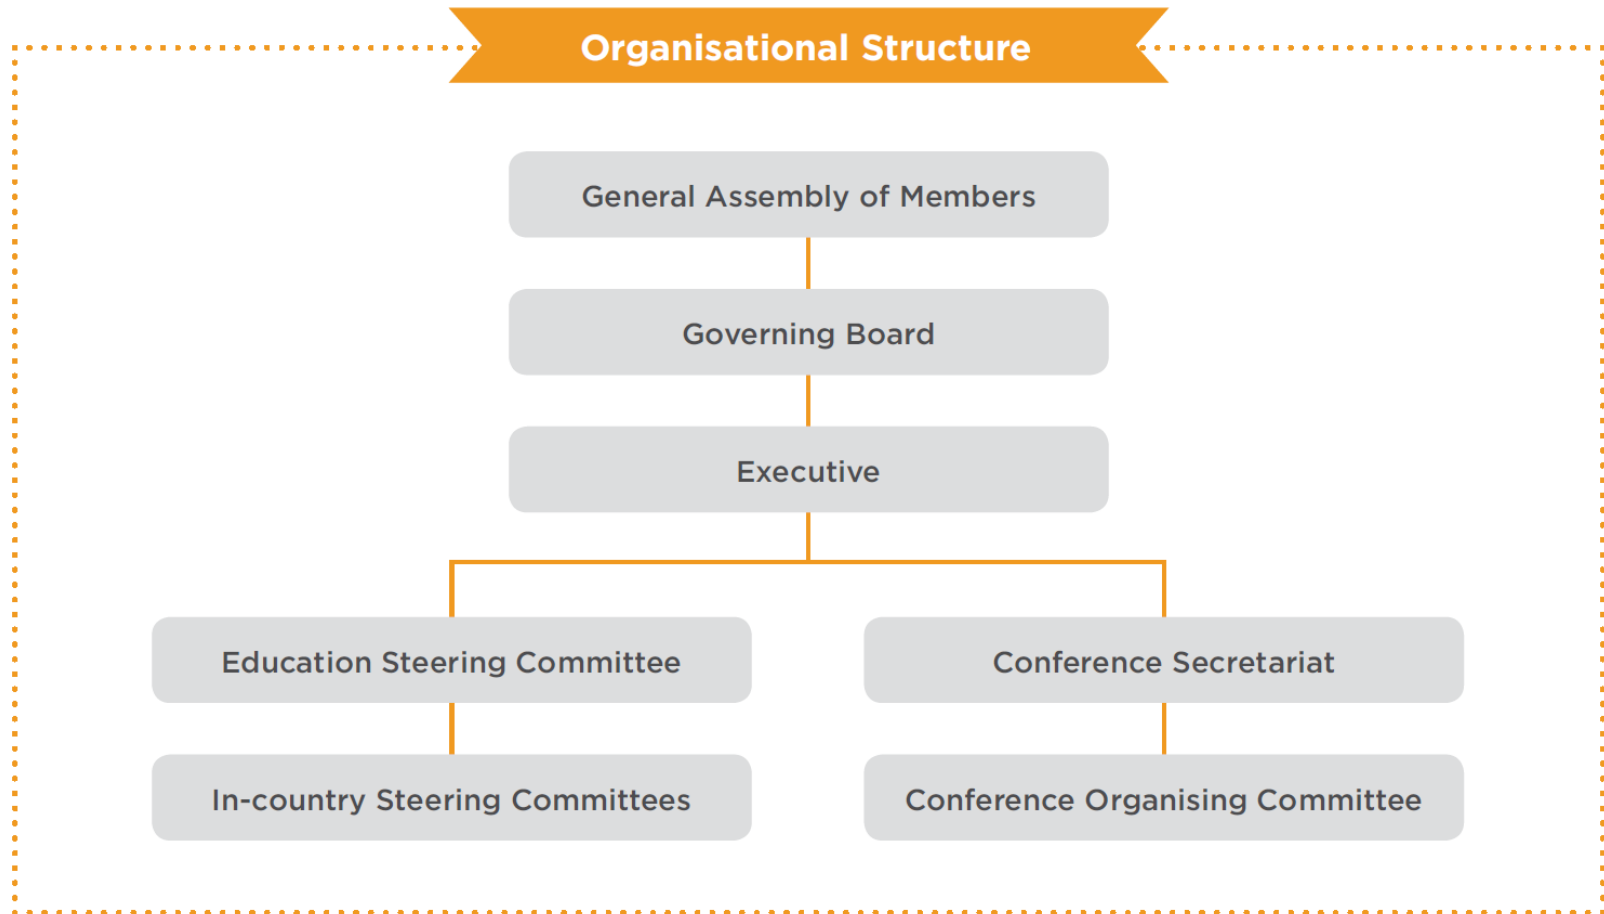 Organisational Structure
General Assembly of Members
Governing Board
Executive
Education Steering Committee
Conference Secretariat
In-country Steering Committees
Conference Organising Committee